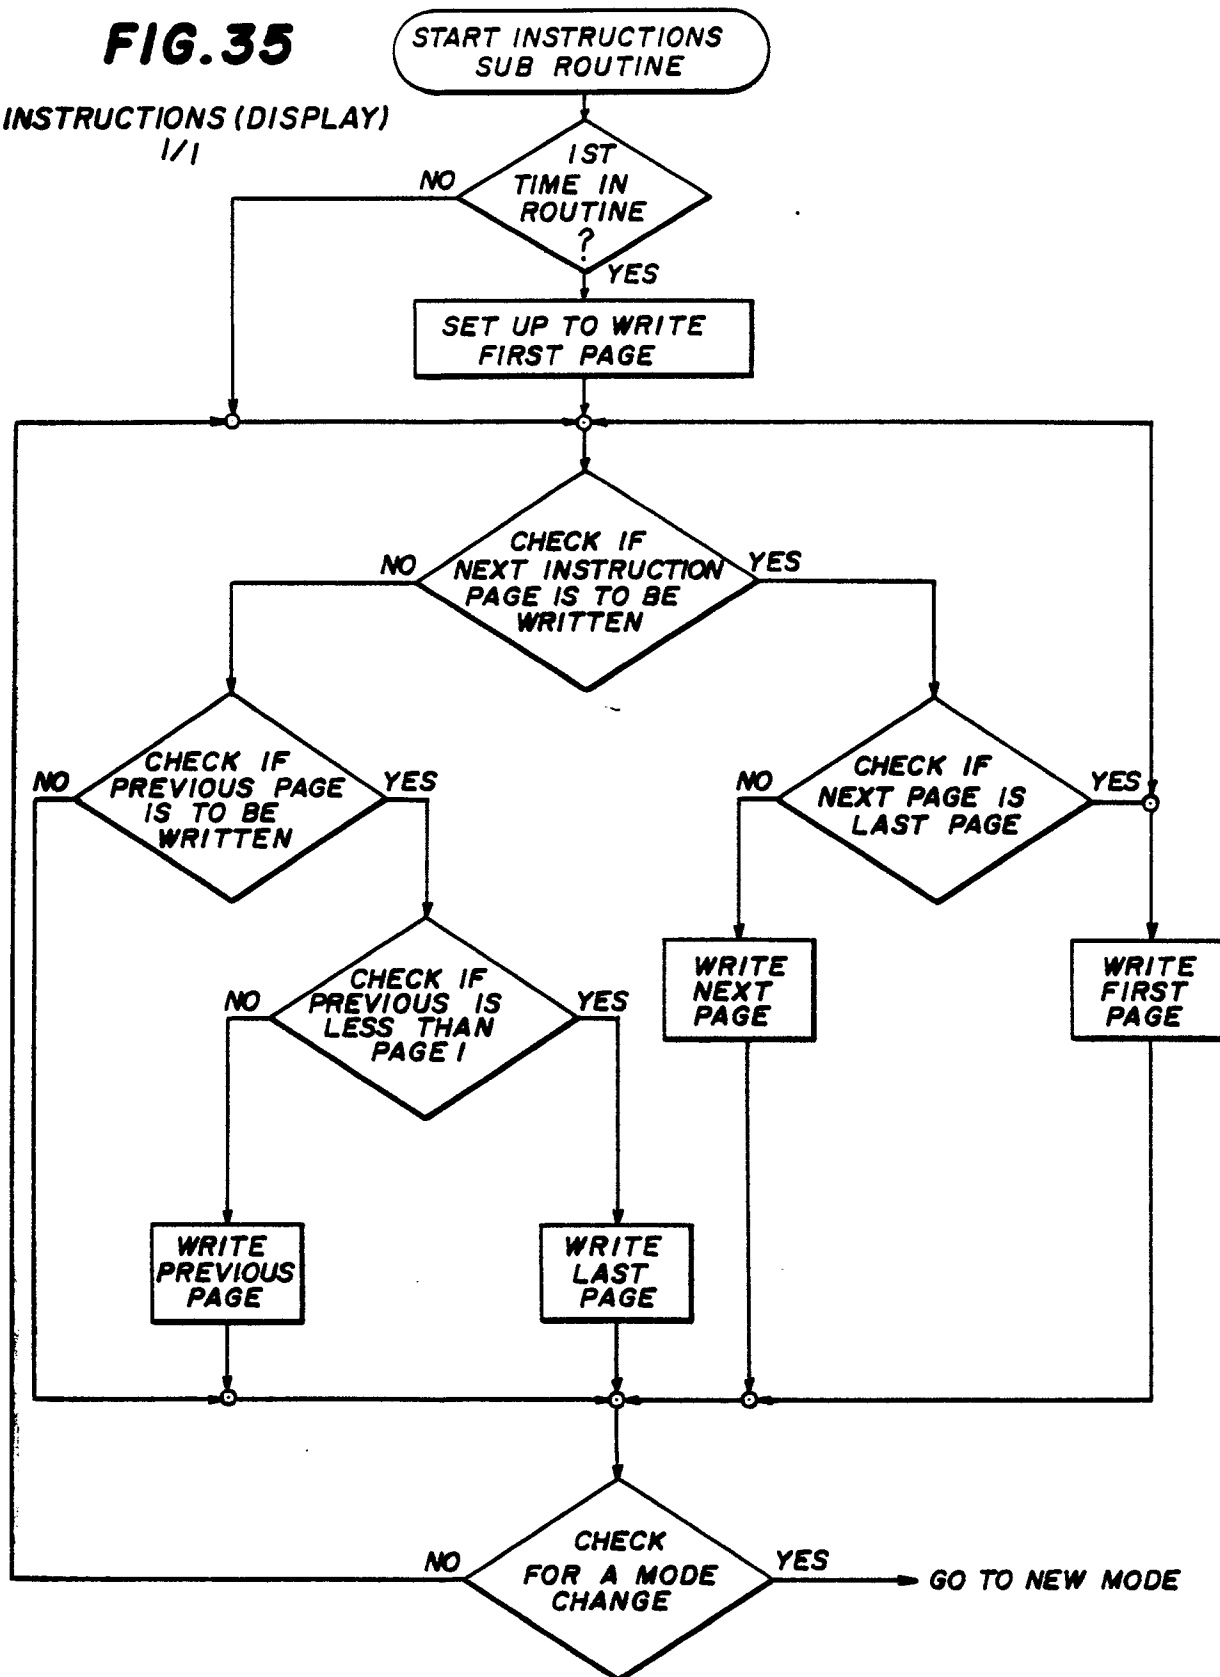 FIG.35
INSTRUCTIONS (DISPLAY)
1/1
START INSTRUCTIONS
SUB ROUTINE
1ST
TIME IN
ROUTINE
?
NO
YES
SET UP TO WRITE
FIRST PAGE
CHECK IF
NEXT INSTRUCTION
PAGE IS TO BE
WRITTEN
NO
YES
CHECK IF
PREVIOUS PAGE
IS TO BE
WRITTEN
NO
YES
CHECK IF
NEXT PAGE IS
LAST PAGE
NO
YES
CHECK IF
PREVIOUS IS
LESS THAN
PAGE 1
NO
YES
WRITE
NEXT
PAGE
WRITE
FIRST
PAGE
WRITE
PREVIOUS
PAGE
WRITE
LAST
PAGE
CHECK
FOR A MODE
CHANGE
NO
YES
GO TO NEW MODE